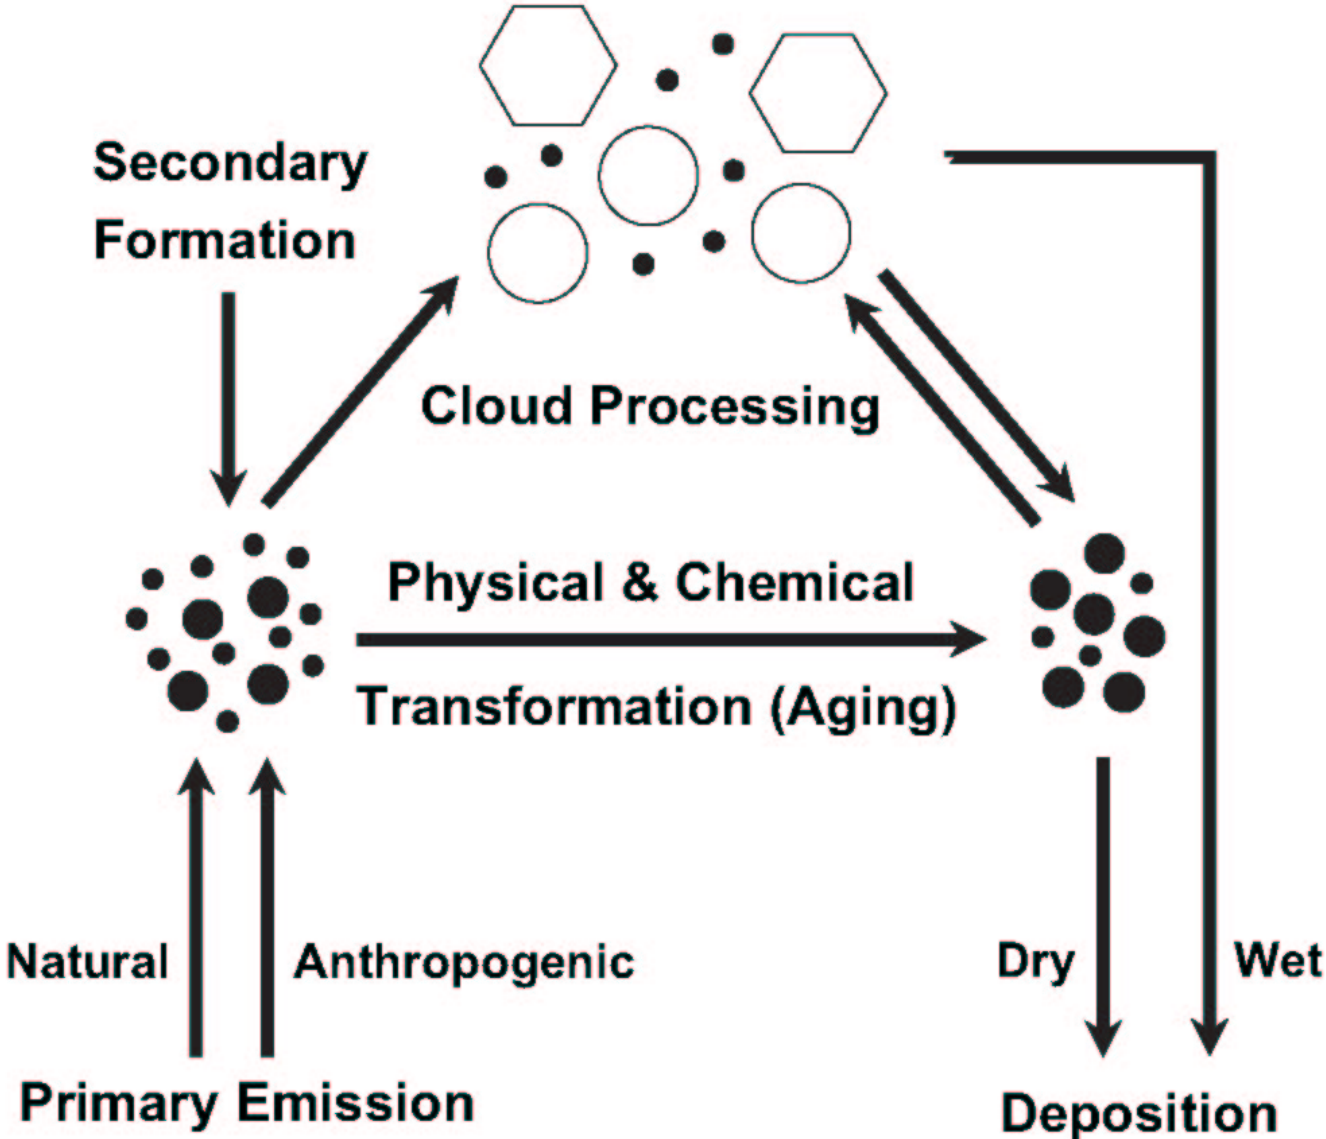 Secondary
Formation
Cloud Processing
Physical & Chemical
Transformation (Aging)
Natural
Anthropogenic
Dry
Wet
Primary Emission
Deposition